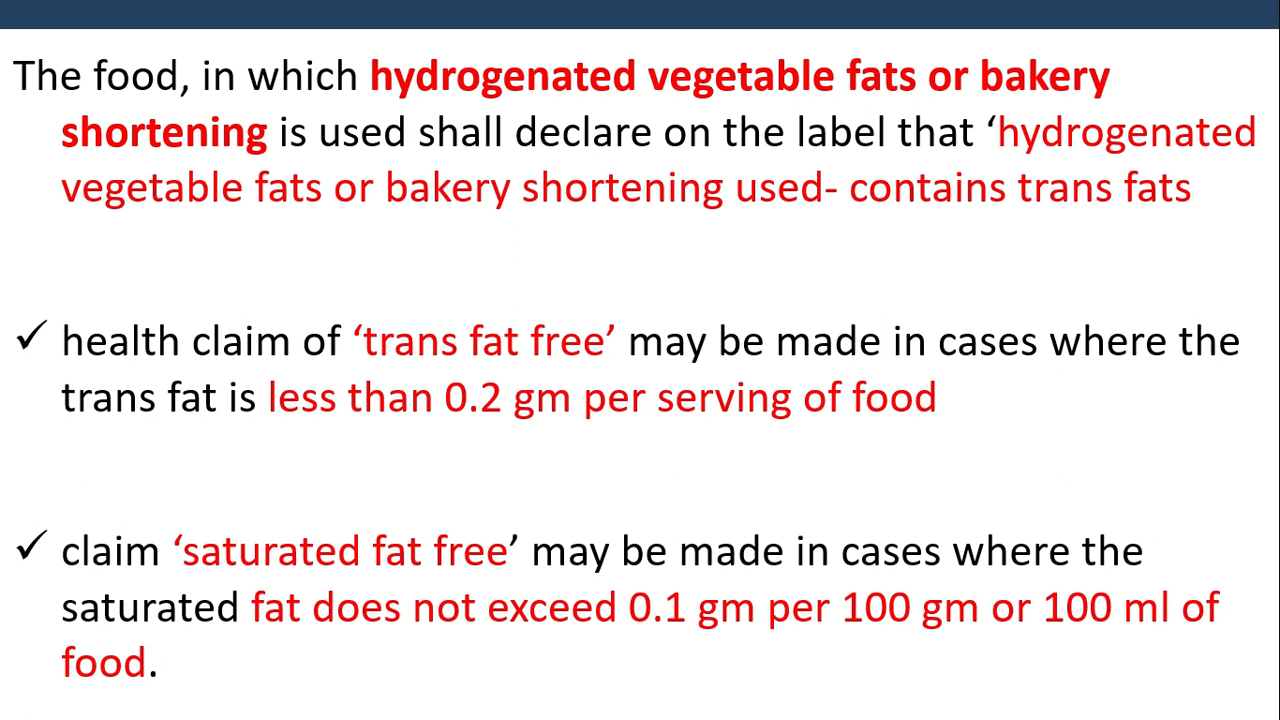 The food, in which hydrogenated vegetable fats or bakery
shortening is used shall declare on the label that ‘hydrogenated
vegetable fats or bakery shortening used- contains trans fats
✓ health claim of ‘trans fat free’ may be made in cases where the
trans fat is less than 0.2 gm per serving of food
✓ claim ‘saturated fat free’ may be made in cases where the
saturated fat does not exceed 0.1 gm per 100 gm or 100 ml of
food.